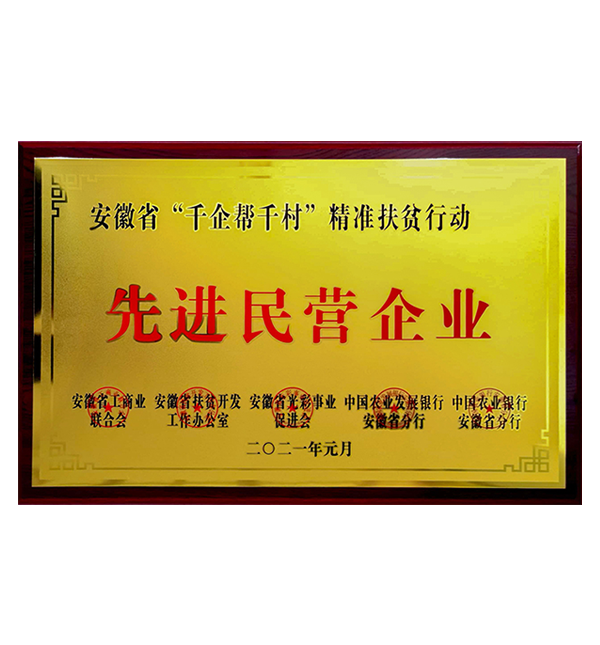 安徽省“千企帮千村”精准扶贫行动
先进民营企业
安徽省工商业 安徽省扶贫开发 安徽省光彩事业 中国农业发展银行 中国农业银行
联合会 工作办公室 促进会 安徽省分行 安徽省分行
二〇二一年元月